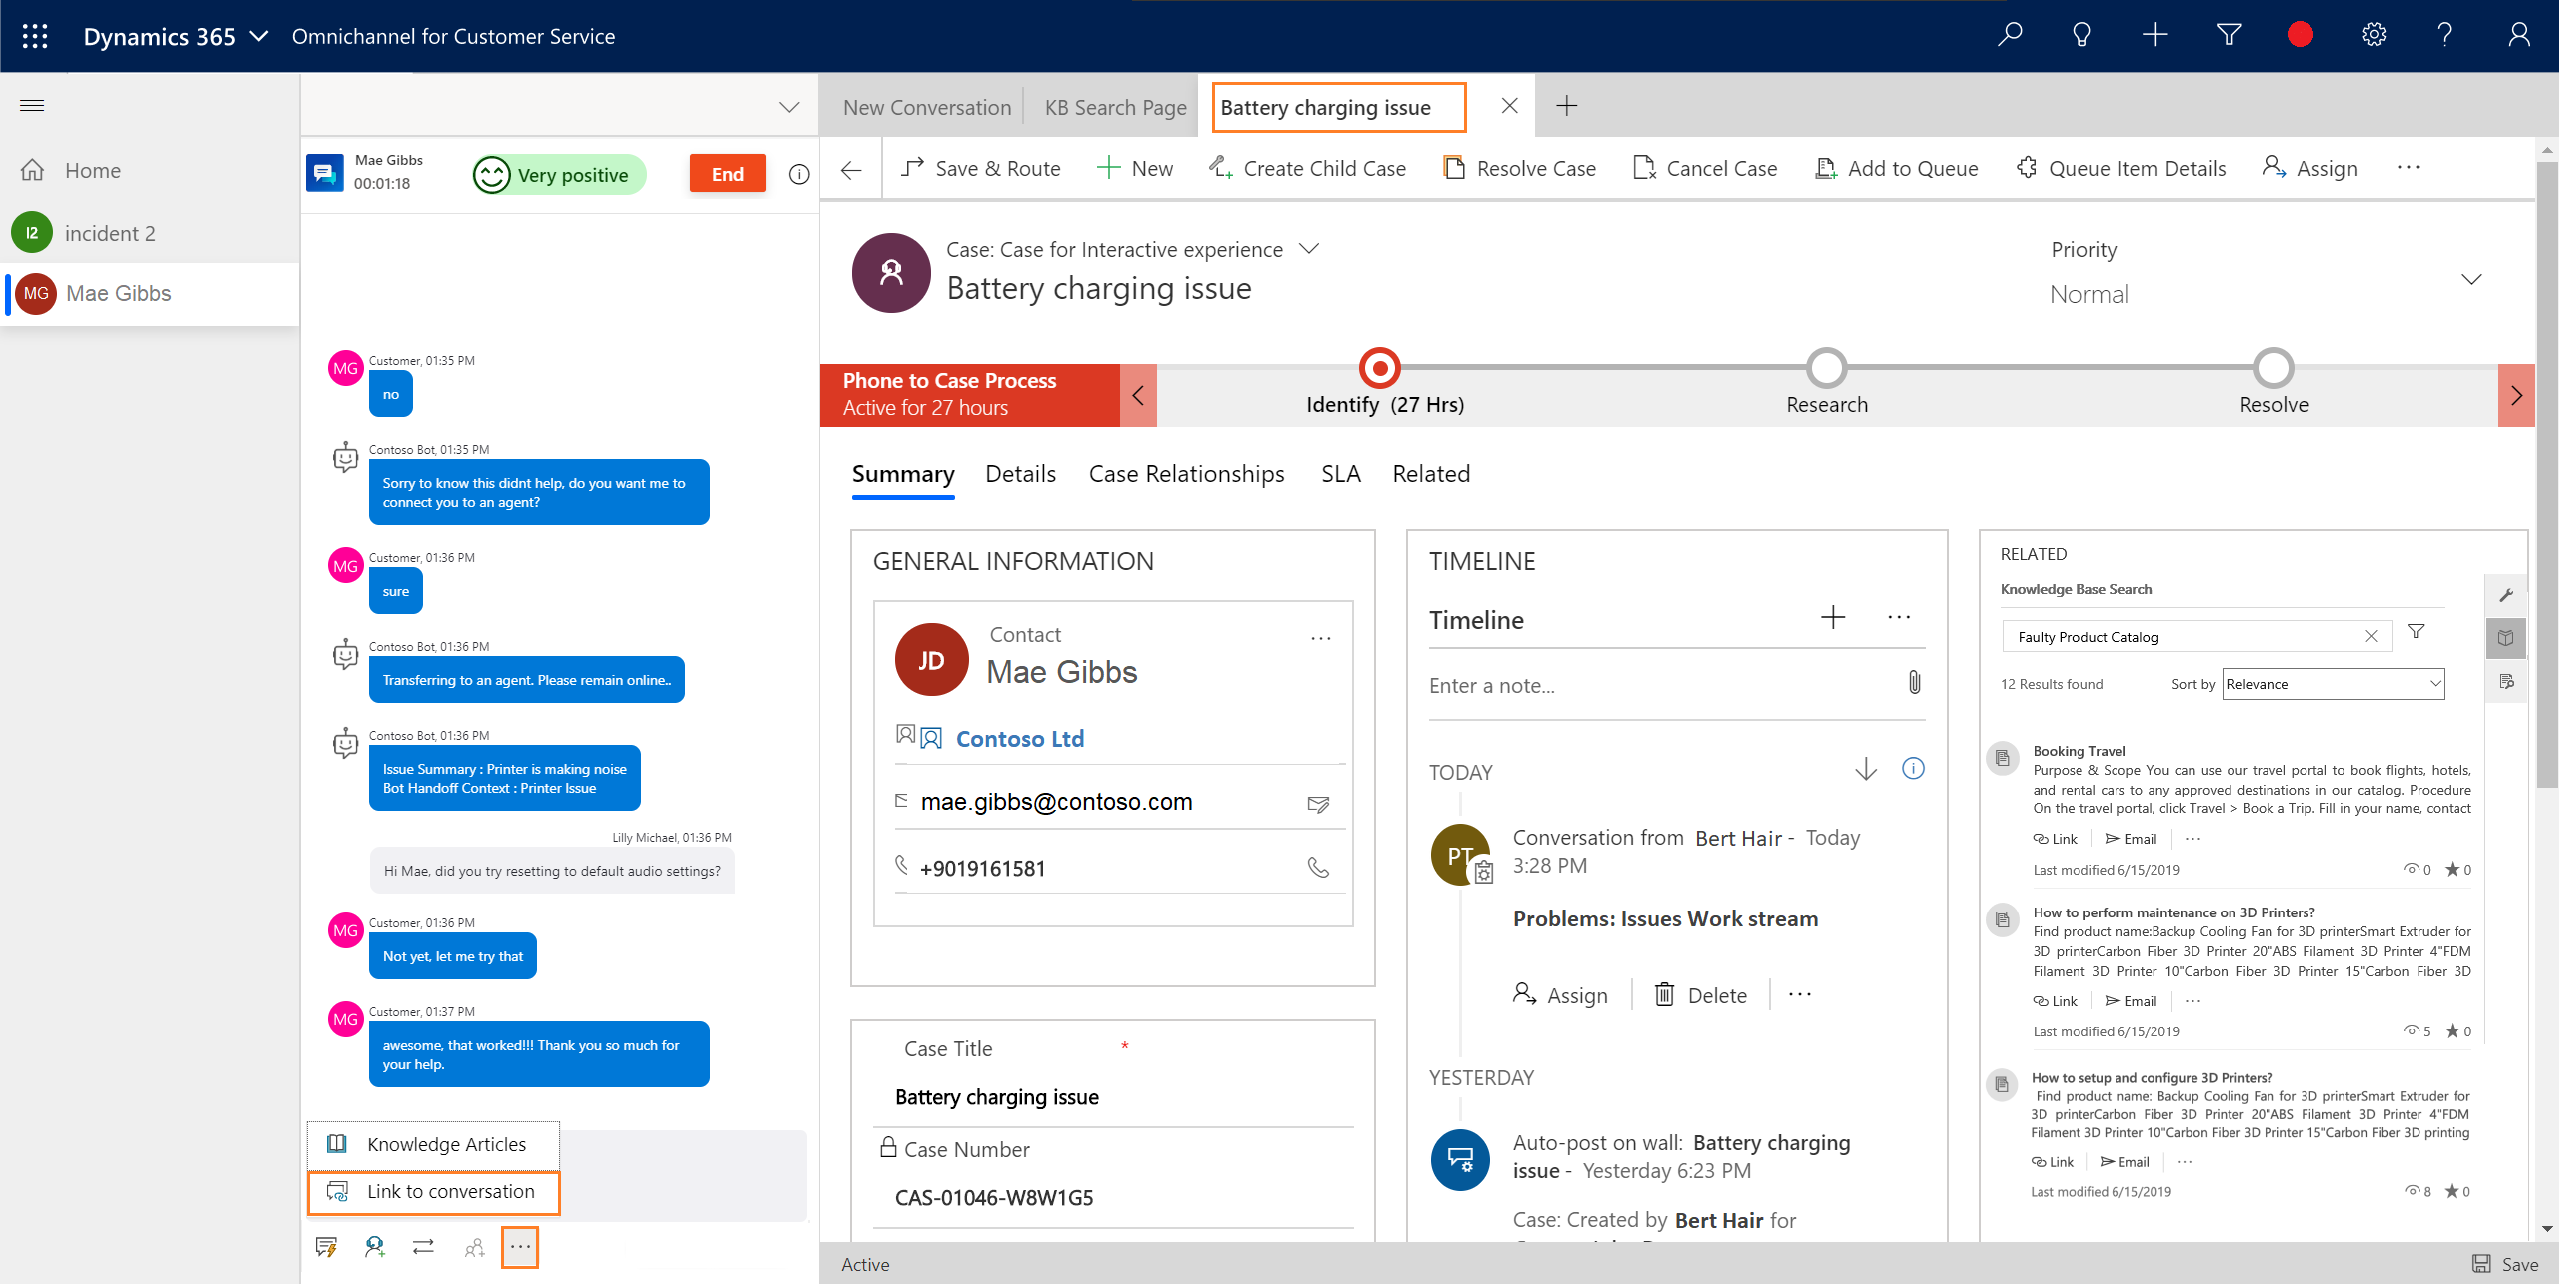 Dynamics 365
Omnichannel for Customer Service
Home
I2
incident 2
MG
Mae Gibbs
Mae Gibbs
00:01:18
Very positive
End
Customer, 01:35 PM
MG
no
Contoso Bot, 01:35 PM
Sorry to know this didnt help, do you want me to
connect you to an agent?
Customer, 01:36 PM
MG
sure
Contoso Bot, 01:36 PM
Transferring to an agent. Please remain online..
Contoso Bot, 01:36 PM
Issue Summary : Printer is making noise
Bot Handoff Context : Printer Issue
Lilly Michael, 01:36 PM
Hi Mae, did you try resetting to default audio settings?
Customer, 01:36 PM
MG
Not yet, let me try that
Customer, 01:37 PM
MG
awesome, that worked!!! Thank you so much for
your help.
Knowledge Articles
Link to conversation
New Conversation
KB Search Page
Battery charging issue
Save & Route
New
Create Child Case
Resolve Case
Cancel Case
Add to Queue
Queue Item Details
Assign
Case: Case for Interactive experience
Battery charging issue
Priority
Normal
Phone to Case Process
Active for 27 hours
Identify (27 Hrs)
Research
Resolve
Summary
Details
Case Relationships
SLA
Related
GENERAL INFORMATION
JD
Contact
Mae Gibbs
Contoso Ltd
mae.gibbs@contoso.com
+9019161581
Case Title *
Battery charging issue
Case Number
CAS-01046-W8W1G5
TIMELINE
Timeline
Enter a note...
TODAY
PT
Conversation from Bert Hair - Today
3:28 PM
Problems: Issues Work stream
Assign
Delete
YESTERDAY
Auto-post on wall: Battery charging
issue - Yesterday 6:23 PM
Case: Created by Bert Hair for
RELATED
Knowledge Base Search
Faulty Product Catalog
12 Results found
Sort by
Relevance
Booking Travel
Purpose & Scope You can use our travel portal to book flights, hotels,
and rental cars to any approved destinations in our catalog. Procedure
On the travel portal, click Travel > Book a Trip. Fill in your name, contact
Link
Email
Last modified 6/15/2019
0
0
How to perform maintenance on 3D Printers?
Find product name:Backup Cooling Fan for 3D printerSmart Extruder for
3D printerCarbon Fiber 3D Printer 20"ABS Filament 3D Printer 4"FDM
Filament 3D Printer 10"Carbon Fiber 3D Printer 15"Carbon Fiber 3D
Link
Email
Last modified 6/15/2019
5
0
How to setup and configure 3D Printers?
Find product name: Backup Cooling Fan for 3D printerSmart Extruder for
3D printerCarbon Fiber 3D Printer 20"ABS Filament 3D Printer 4"FDM
Filament 3D Printer 10"Carbon Fiber 3D Printer 15"Carbon Fiber 3D printing
Link
Email
Last modified 6/15/2019
8
0
Active
Save